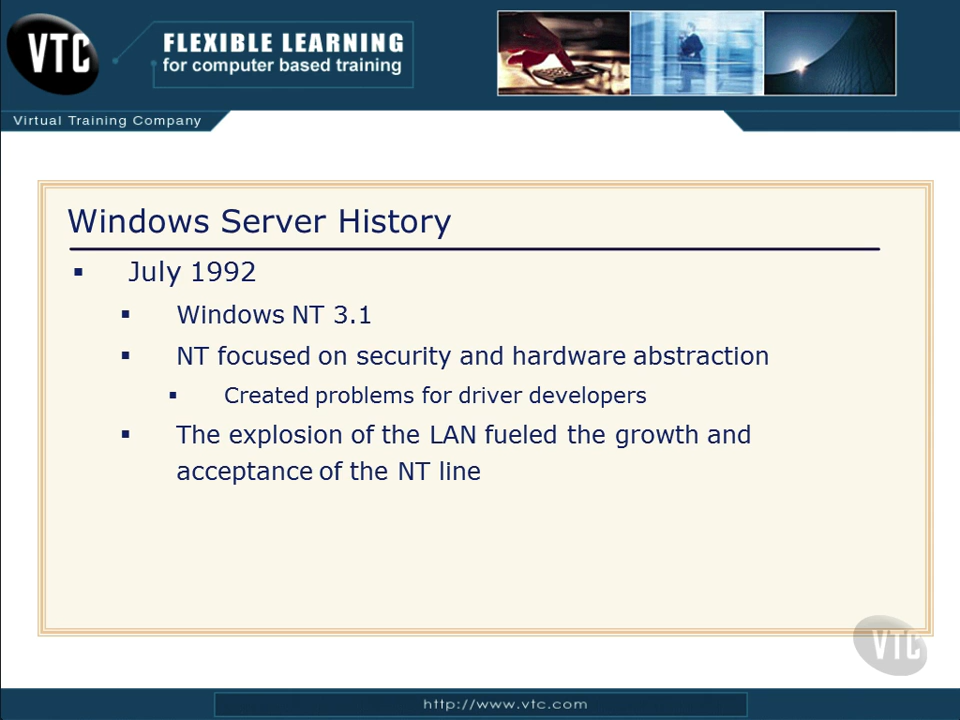 VTC
FLEXIBLE LEARNING
for computer based training
Virtual Training Company
Windows Server History
▪ July 1992
▪ Windows NT 3.1
▪ NT focused on security and hardware abstraction
▪ Created problems for driver developers
▪ The explosion of the LAN fueled the growth and
acceptance of the NT line
VTC
http://www.vtc.com